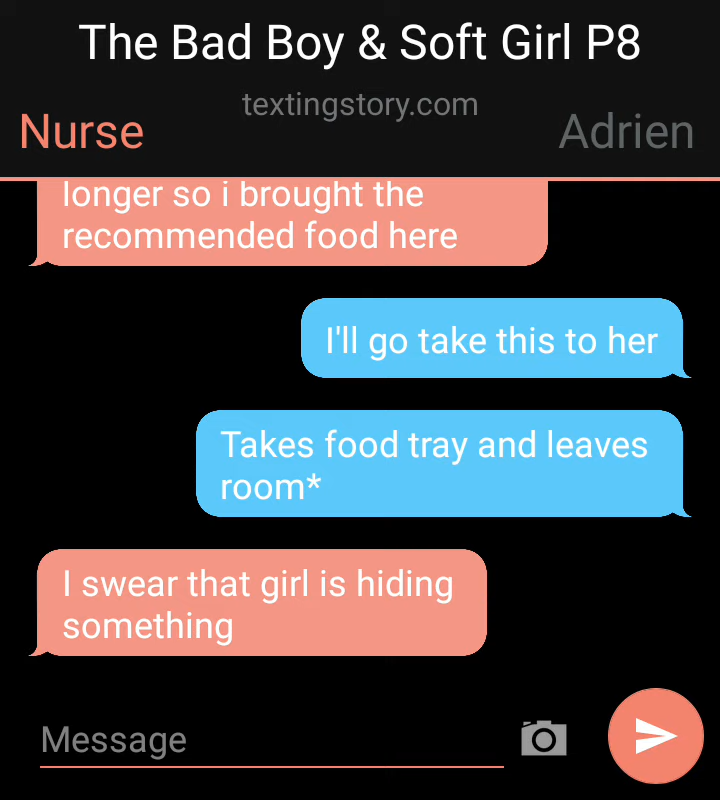 The Bad Boy & Soft Girl P8
textingstory.com
Nurse
Adrien
longer so i brought the
recommended food here
I'll go take this to her
Takes food tray and leaves
room*
I swear that girl is hiding
something
Message